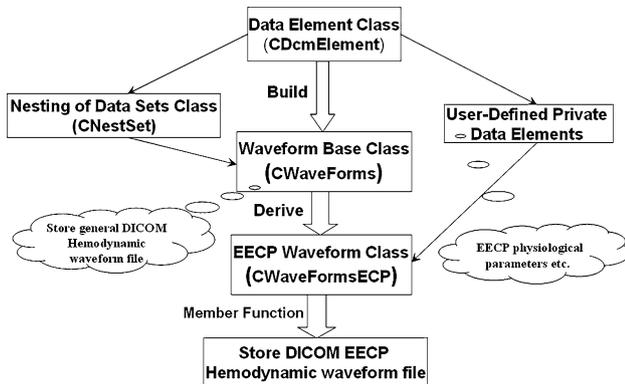 Data Element Class
(CDcmElement)
Build
Nesting of Data Sets Class
(CNestSet)
User-Defined Private
Data Elements
Waveform Base Class
(CWaveForms)
Derive
Store general DICOM
Hemodynamic
waveform file
EECP Waveform Class
(CWaveFormsECP)
EECP physiological
parameters etc.
Member Function
Store DICOM EECP
Hemodynamic waveform file